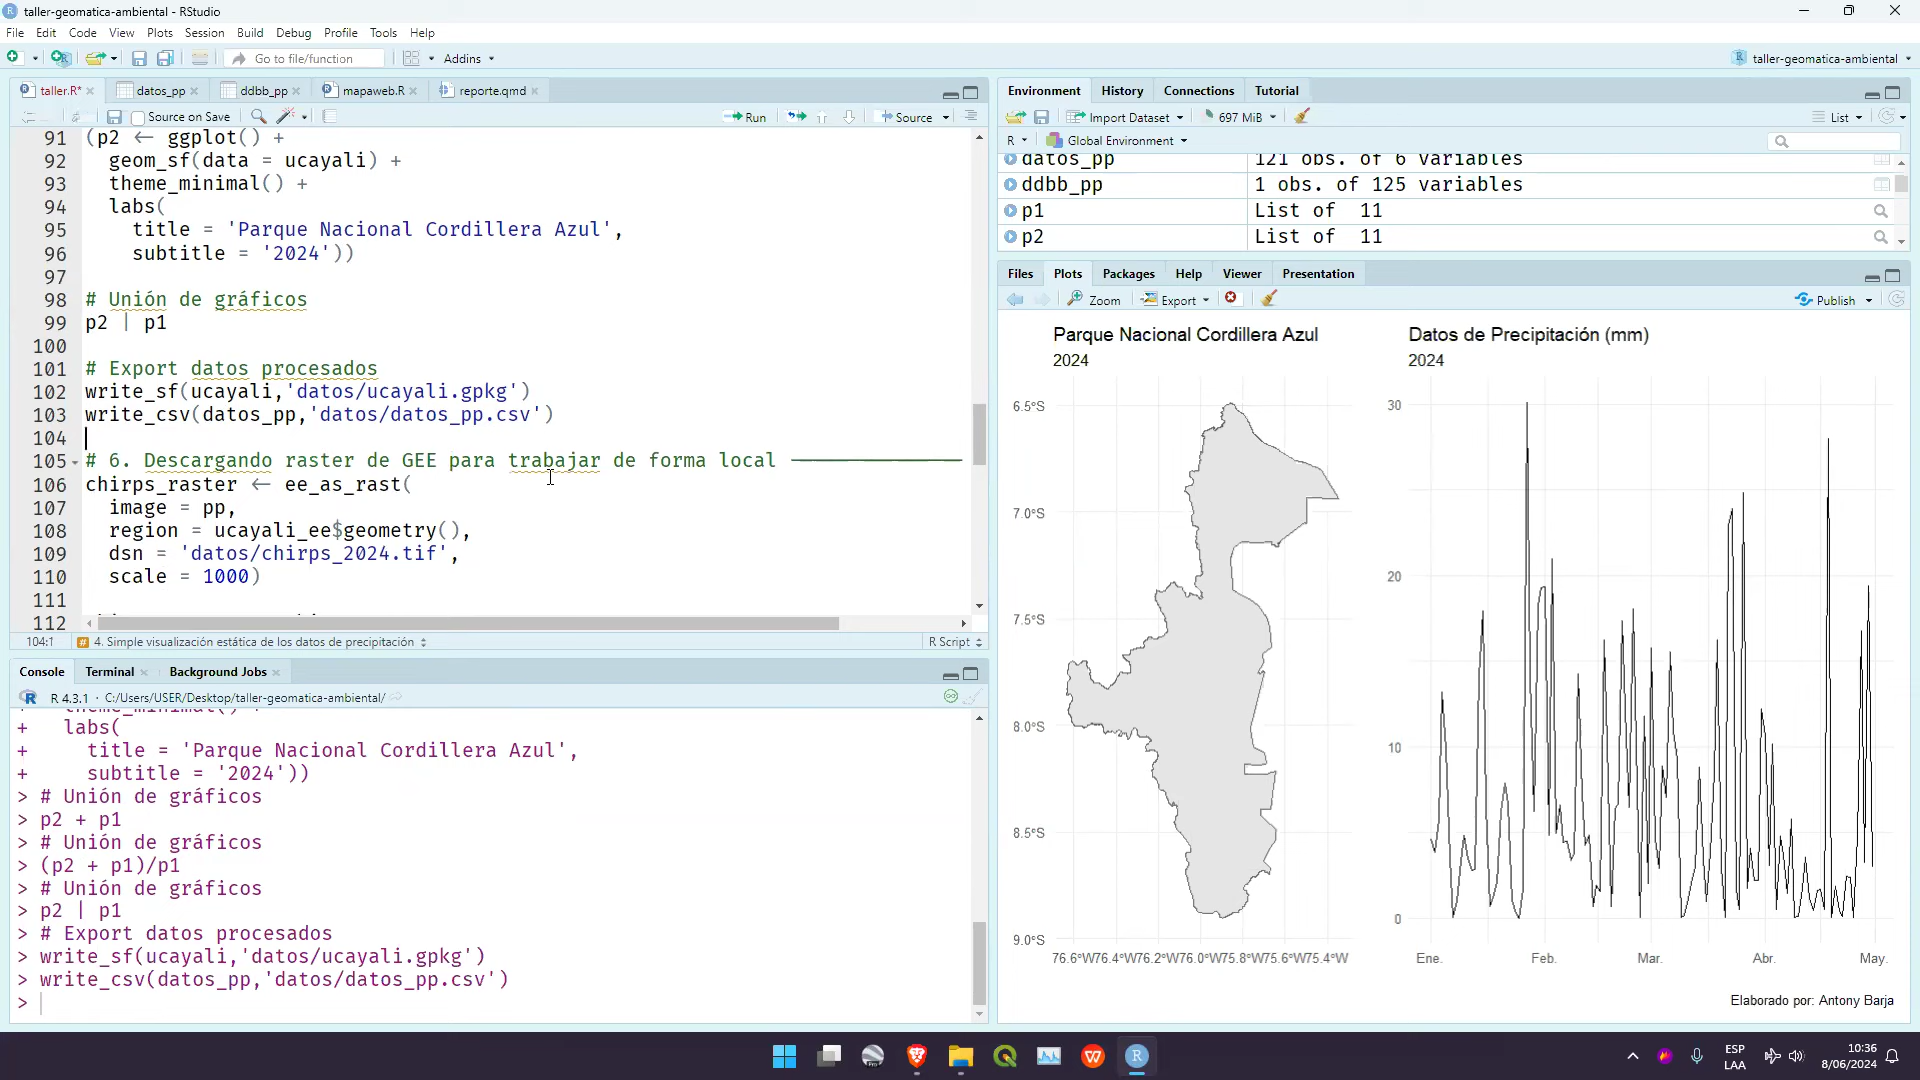 taller-geomatica-ambiental - RStudio
File Edit Code View Plots Session Build Debug Profile Tools Help
Go to file/function Addins taller-geomatica-ambiental
taller.R* datos_pp ddbb_pp mapaweb.R reporte.qmd
Source on Save Run Source
91 (p2 <- ggplot() +
92 geom_sf(data = ucayali) +
93 theme_minimal() +
94 labs(
95 title = 'Parque Nacional Cordillera Azul',
96 subtitle = '2024'))
97
98 # Unión de gráficos
99 p2 | p1
100
101 # Export datos procesados
102 write_sf(ucayali,'datos/ucayali.gpkg')
103 write_csv(datos_pp,'datos/datos_pp.csv')
104
105 # 6. Descargando raster de GEE para trabajar de forma local
106 chirps_raster <- ee_as_rast(
107 image = pp,
108 region = ucayali_ee$geometry(),
109 dsn = 'datos/chirps_2024.tif',
110 scale = 1000)
111
112
104:1 # 4. Simple visualización estática de los datos de precipitación R Script
Console Terminal Background Jobs
R 4.3.1 · C:/Users/USER/Desktop/taller-geomatica-ambiental/
+ theme_minimal() +
+ labs(
+ title = 'Parque Nacional Cordillera Azul',
+ subtitle = '2024'))
> # Unión de gráficos
> p2 + p1
> # Unión de gráficos
> (p2 + p1)/p1
> # Unión de gráficos
> p2 | p1
> # Export datos procesados
> write_sf(ucayali,'datos/ucayali.gpkg')
> write_csv(datos_pp,'datos/datos_pp.csv')
>
Environment History Connections Tutorial
Import Dataset 697 MiB List
R Global Environment
datos_pp 121 obs. of 6 variables
ddbb_pp 1 obs. of 125 variables
p1 List of 11
p2 List of 11
Files Plots Packages Help Viewer Presentation
Zoom Export Publish
Parque Nacional Cordillera Azul
2024
6.5°S
7.0°S
7.5°S
8.0°S
8.5°S
9.0°S
76.6°W76.4°W76.2°W76.0°W75.8°W75.6°W75.4°W
Datos de Precipitación (mm)
2024
30
20
10
0
Ene. Feb. Mar. Abr. May.
Elaborado por: Antony Barja
ESP
LAA
10:36
8/06/2024